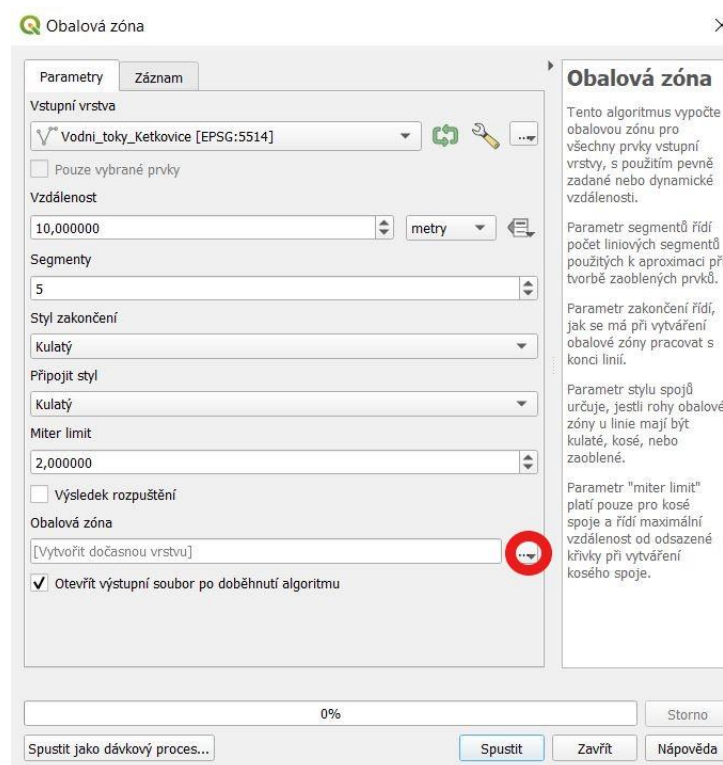 Obalová zóna
Parametry
Záznam
Vstupní vrstva
Vodni_toky_Ketkovice [EPSG:5514]
...
Pouze vybrané prvky
Vzdálenost
10,000000
metry
Segmenty
5
Styl zakončení
Kulatý
Připojit styl
Kulatý
Miter limit
2,000000
Výsledek rozpuštění
Obalová zóna
[Vytvořit dočasnou vrstvu]
...
Otevřít výstupní soubor po doběhnutí algoritmu
Obalová zóna
Tento algoritmus vypočte
obalovou zónu pro
všechny prvky vstupní
vrstvy, s použitím pevně
zadané nebo dynamické
vzdálenosti.
Parametr segmentů řídí
počet liniových segmentů
použitých k aproximaci při
tvorbě zaoblených prvků.
Parametr zakončení řídí,
jak se má při vytváření
obalové zóny pracovat s
konci linií.
Parametr stylu spojů
určuje, jestli rohy obalové
zóny u linie mají být
kulaté, kosé, nebo
zaoblené.
Parametr "miter limit"
platí pouze pro kosé
spoje a řídí maximální
vzdálenost od odsazené
křivky při vytváření
kosého spoje.
0%
Storno
Spustit jako dávkový proces...
Spustit
Zavřít
Nápověda